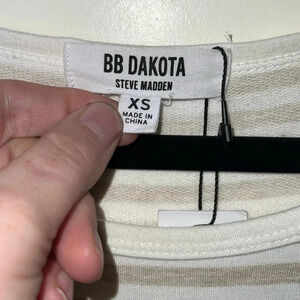 BB DAKOTA
STEVE MADDEN
XS
MADE IN
CHINA